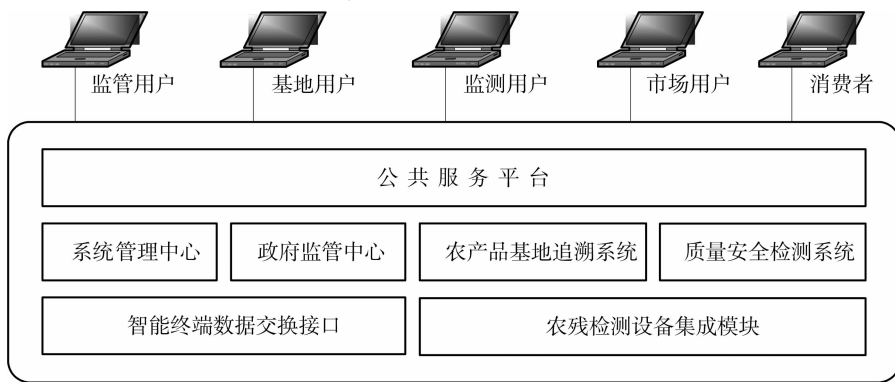 监管用户 基地用户 监测用户 市场用户 消费者
公共服务平台
系统管理中心 政府监管中心 农产品基地追溯系统 质量安全检测系统
智能终端数据交换接口 农残检测设备集成模块